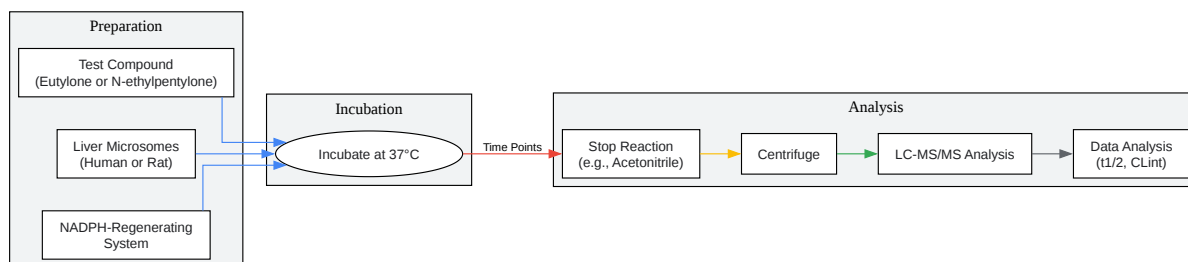 Preparation
Test Compound
(Eutylone or N-ethylpentylone)
Liver Microsomes
(Human or Rat)
NADPH-Regenerating
System
Incubation
Incubate at 37°C
Time Points
Analysis
Stop Reaction
(e.g., Acetonitrile)
Centrifuge
LC-MS/MS Analysis
Data Analysis
(t1/2, CLint)